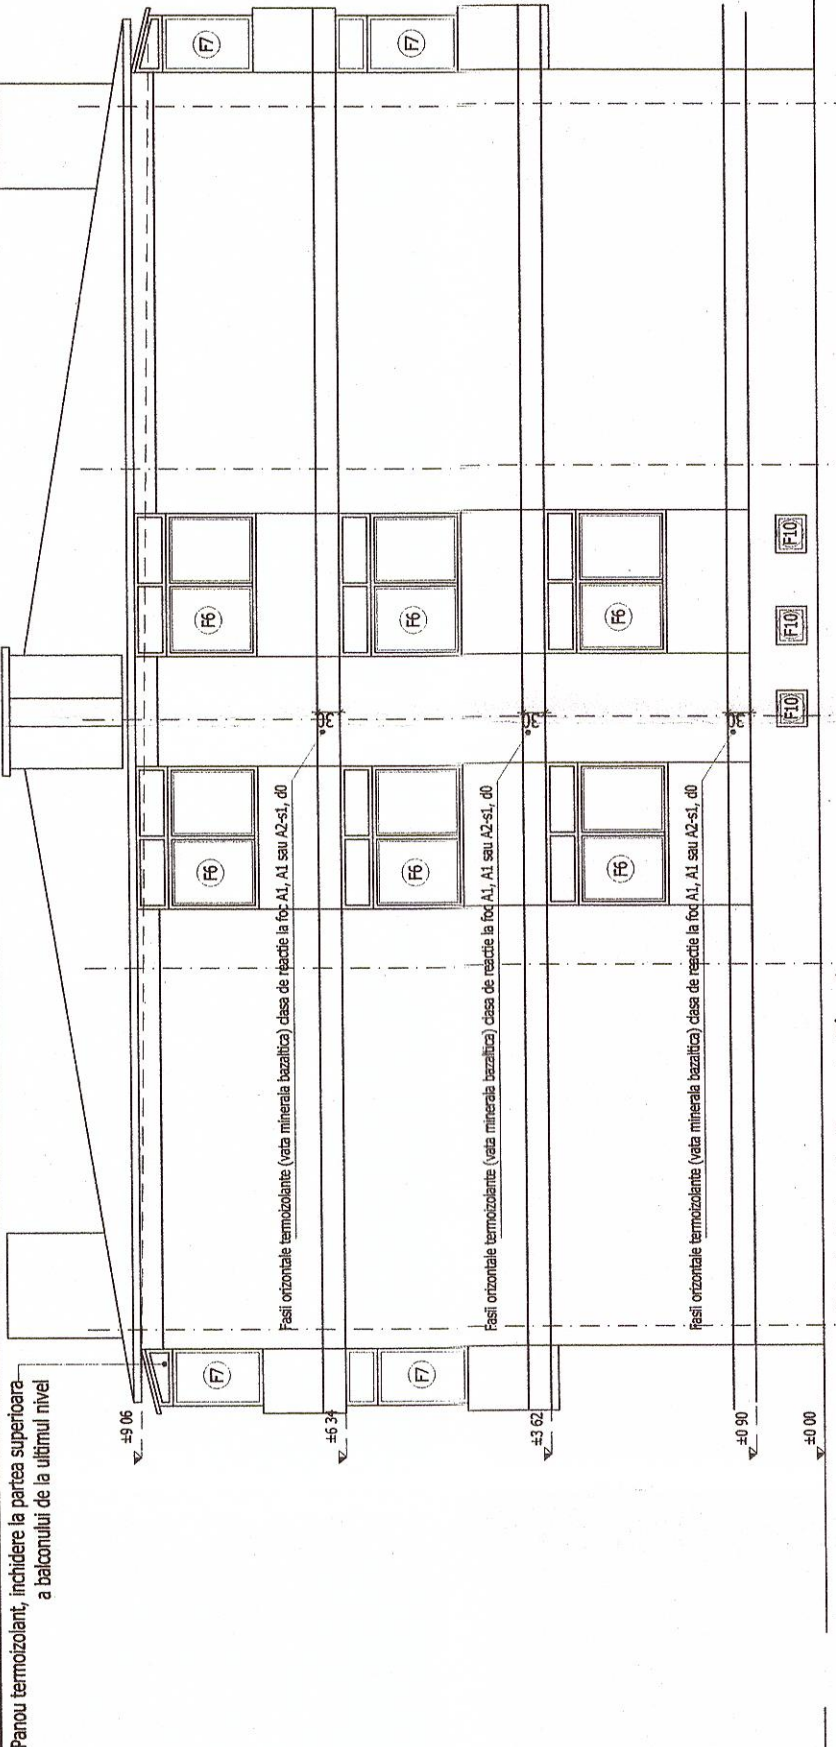 Panou termoizolant, inchidere la partea superioara
a balconului de la ultimul nivel
±9 06
±6 34
±3 62
±0 90
±0 00
F7
F7
F6
F6
F7
F7
F6
F6
F6
F6
Fasii orizontale termoizolante (vata minerala bazaltica) clasa de reactie la foc A1, A1 sau A2-s1, d0
30
Fasii orizontale termoizolante (vata minerala bazaltica) clasa de reactie la foc A1, A1 sau A2-s1, d0
30
Fasii orizontale termoizolante (vata minerala bazaltica) clasa de reactie la foc A1, A1 sau A2-s1, d0
30
F10
F10
F10